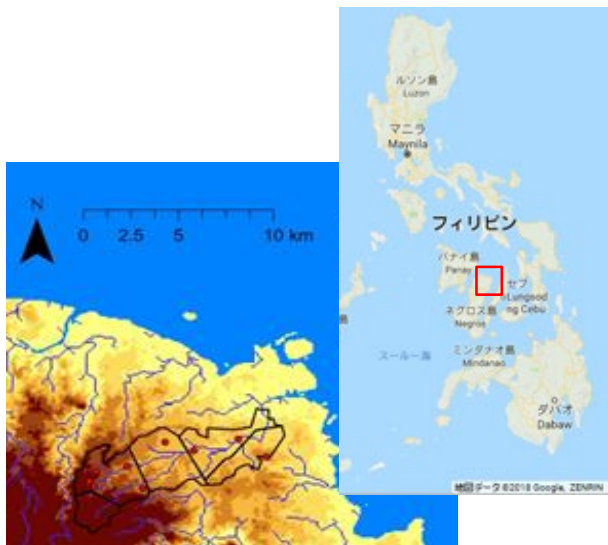 ルソン島
Luzon
マニラ
Maynila
フィリピン
パナイ島
Panay
セブ
Lungsod
ng Cebu
ネグロス島
Negros
スールー海
ミンダナオ島
Mindanao
島
ダバオ
Dabaw
地図データ ©2018 Google, ZENRIN
N
0 2.5 5 10 km